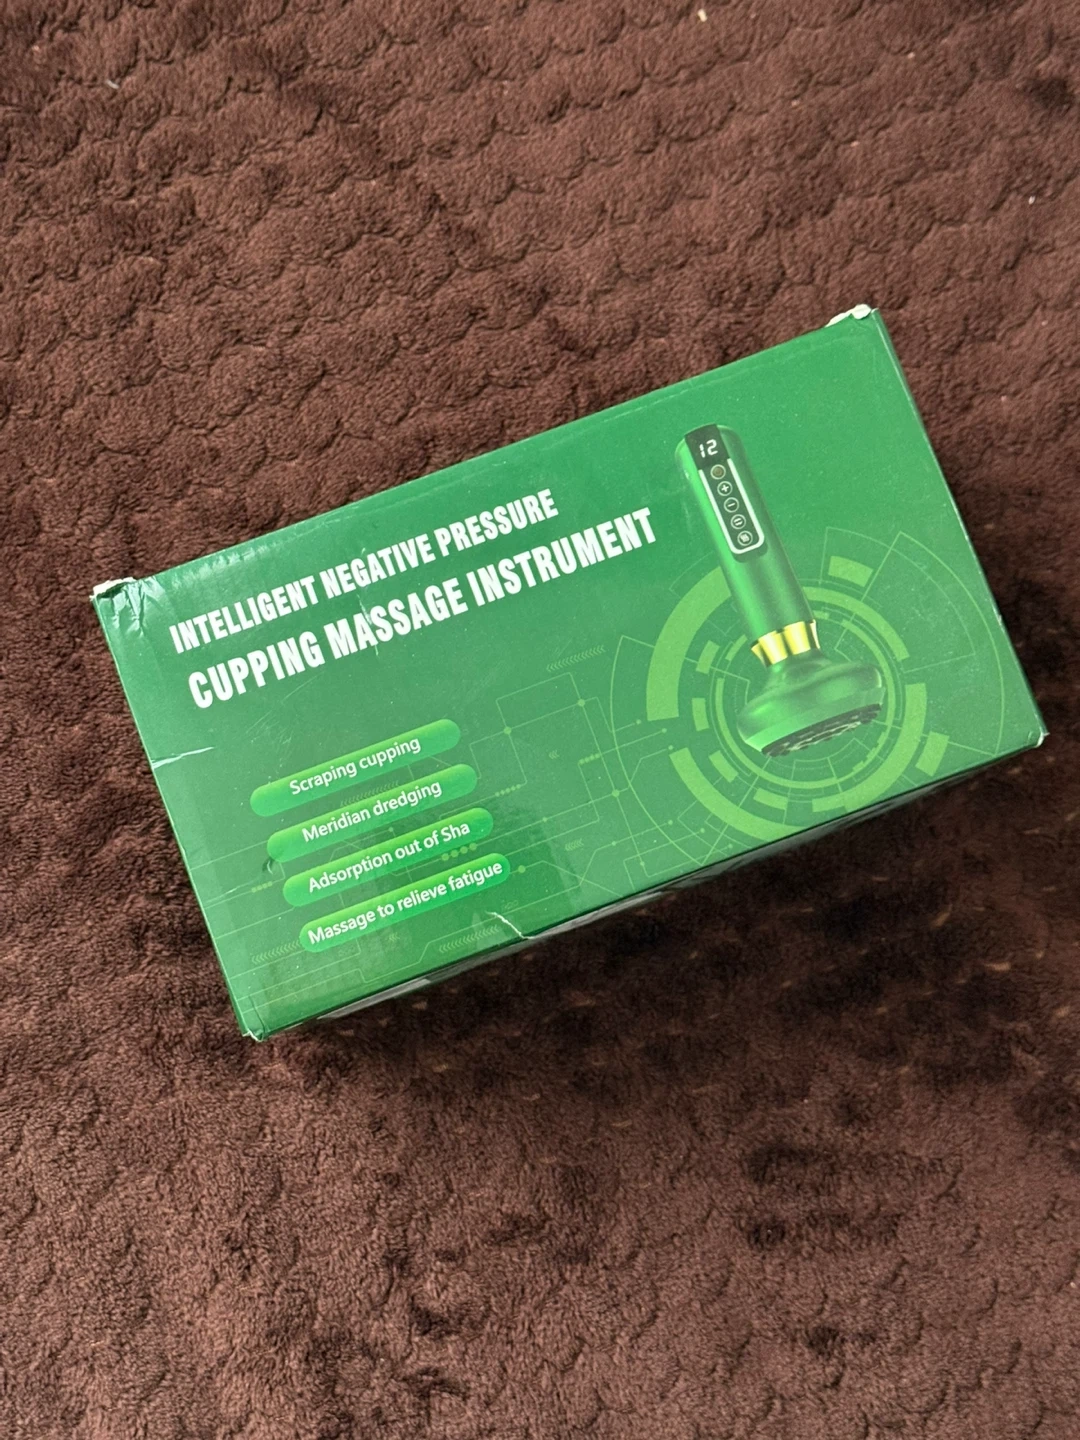 INTELLIGENT NEGATIVE PRESSURE
CUPPING MASSAGE INSTRUMENT
Scraping cupping
Meridian dredging
Adsorption out of Sha
Massage to relieve fatigue
12